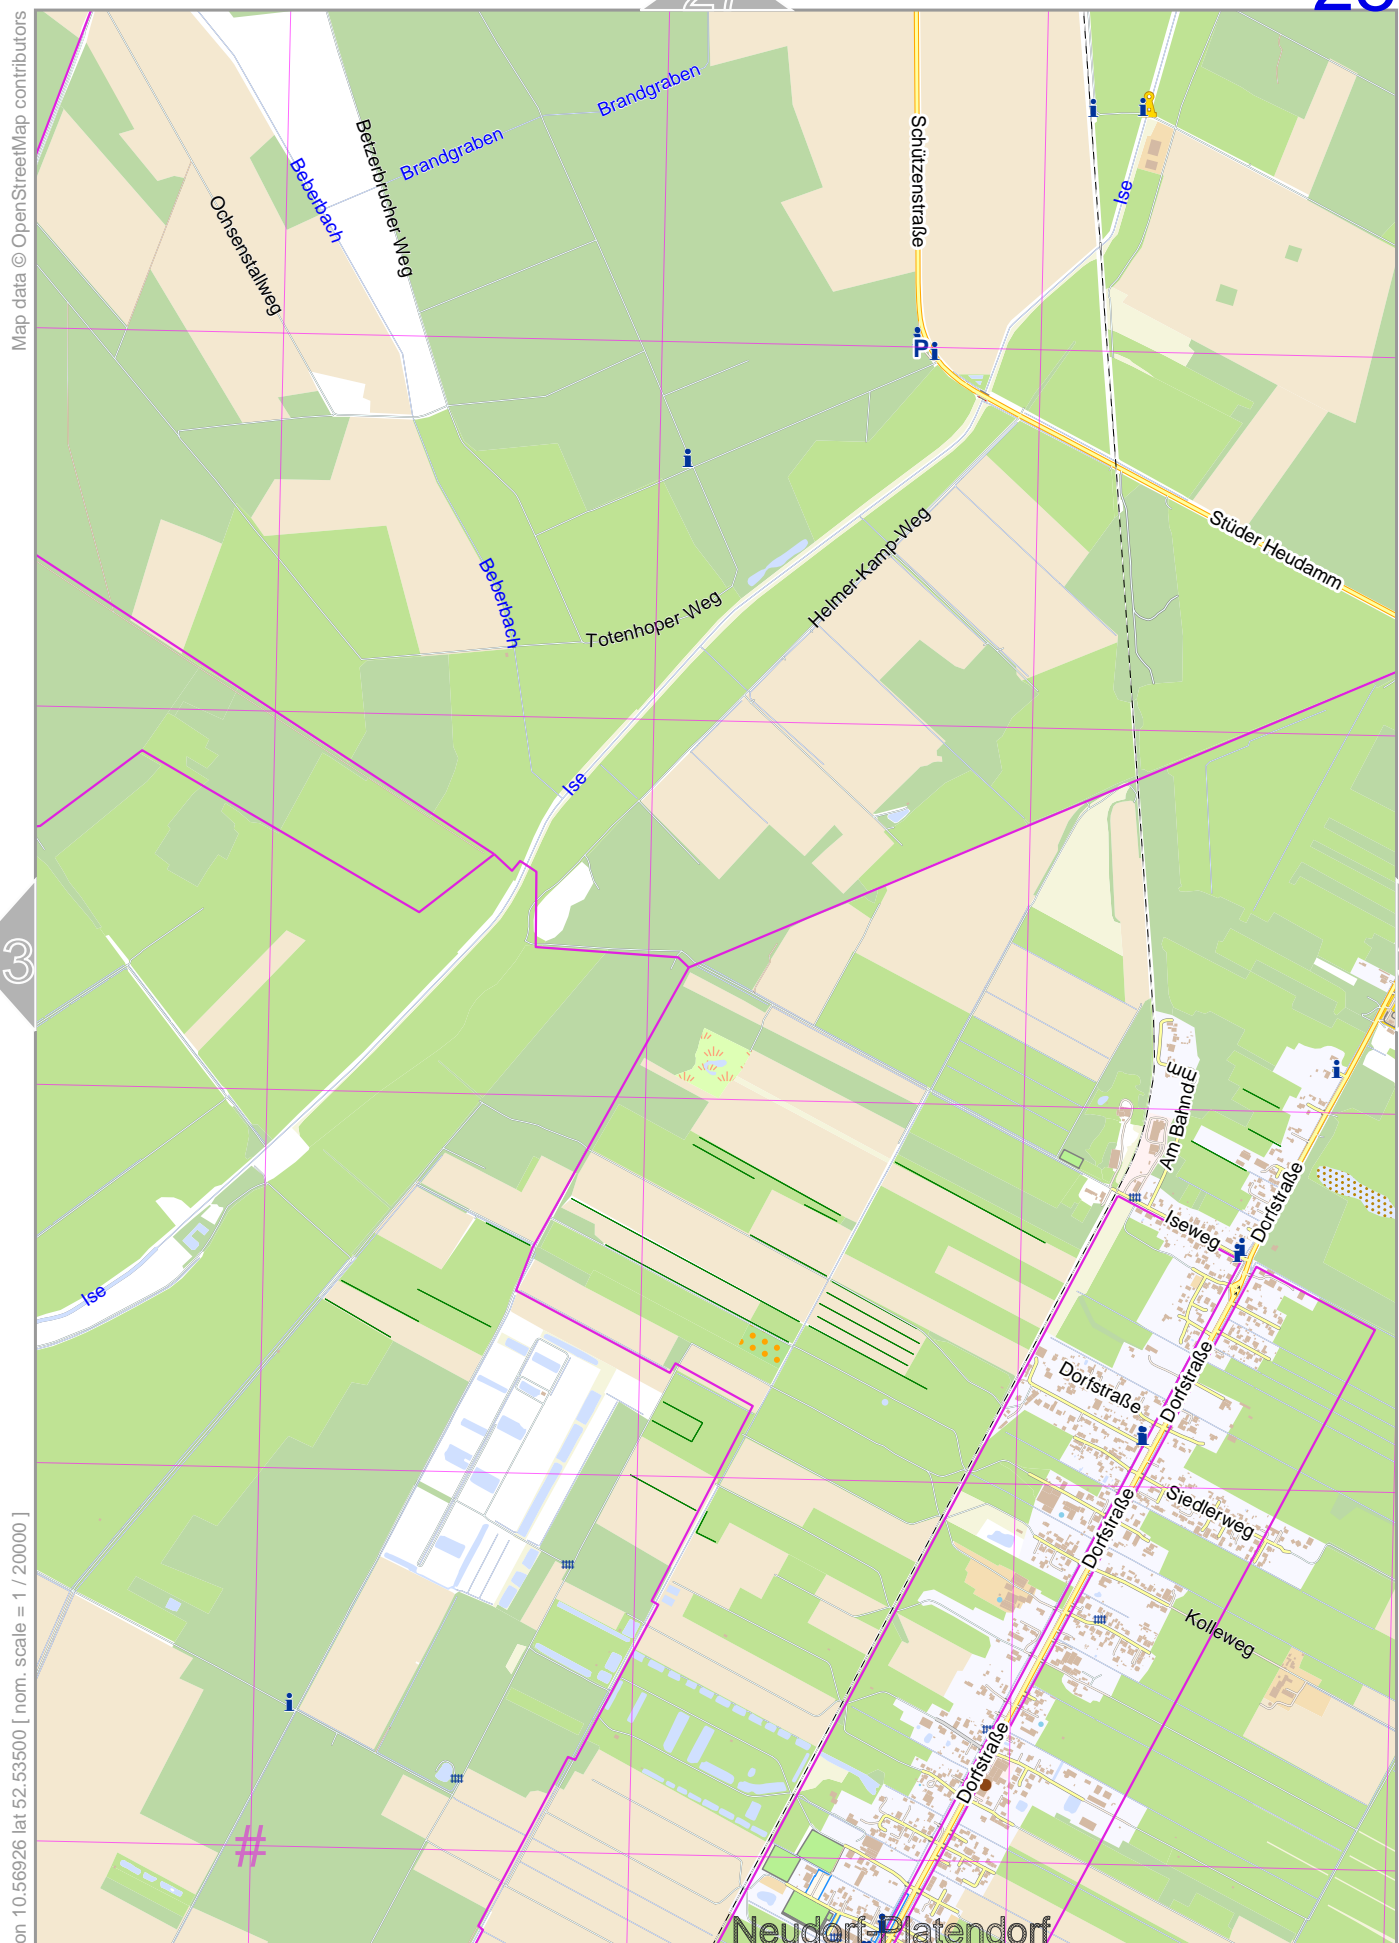 Map data © OpenStreetMap contributors
Brandgraben
Brandgraben
Betzerbrucher Weg
Beberbach
Ochsenstallweg
Schützenstraße
i
i
Ise
P
i
i
Stüder Heudamm
Helmer-Kamp-Weg
Beberbach
Totenhoper Weg
Ise
3
i
Am Bahndamm
Dorfstraße
Iseweg
Ise
Dorfstraße
Dorfstraße
i
Siedlerweg
Dorfstraße
Kolleweg
i
Dorfstraße
#
on 10.56926 lat 52.53500 [ nom. scale = 1 / 20000 ]
Neudorf-Platendorf